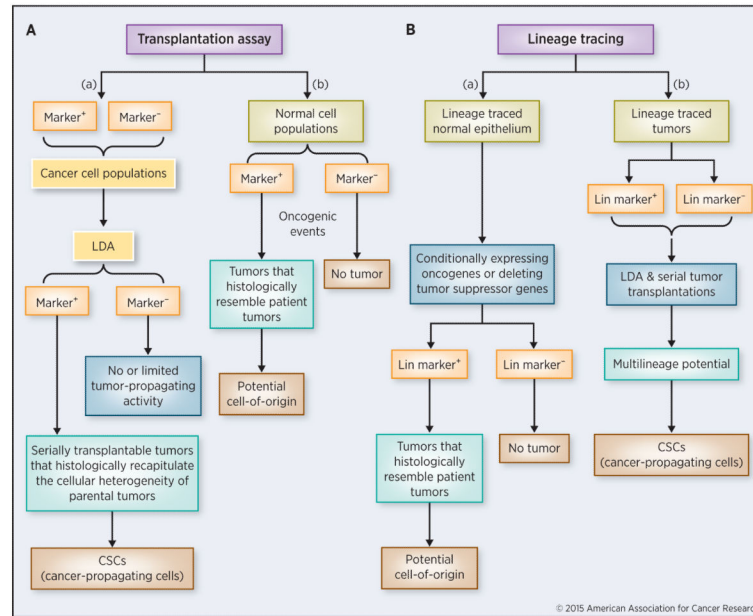 A
Transplantation assay
(a)
(b)
Marker⁺
Marker⁻
Cancer cell populations
LDA
Marker⁺
Marker⁻
No or limited
tumor-propagating
activity
Serially transplantable tumors
that histologically recapitulate
the cellular heterogeneity of
parental tumors
CSCs
(cancer-propagating cells)
Normal cell
populations
Marker⁺
Marker⁻
Oncogenic
events
Tumors that
histologically
resemble patient
tumors
No tumor
Potential
cell-of-origin
B
Lineage tracing
(a)
(b)
Lineage traced
normal epithelium
Conditionally expressing
oncogenes or deleting
tumor suppressor genes
Lin marker⁺
Lin marker⁻
Tumors that
histologically
resemble patient
tumors
No tumor
Potential
cell-of-origin
Lineage traced
tumors
Lin marker⁺
Lin marker⁻
LDA & serial tumor
transplantations
Multilineage potential
CSCs
(cancer-propagating cells)
© 2015 American Association for Cancer Research